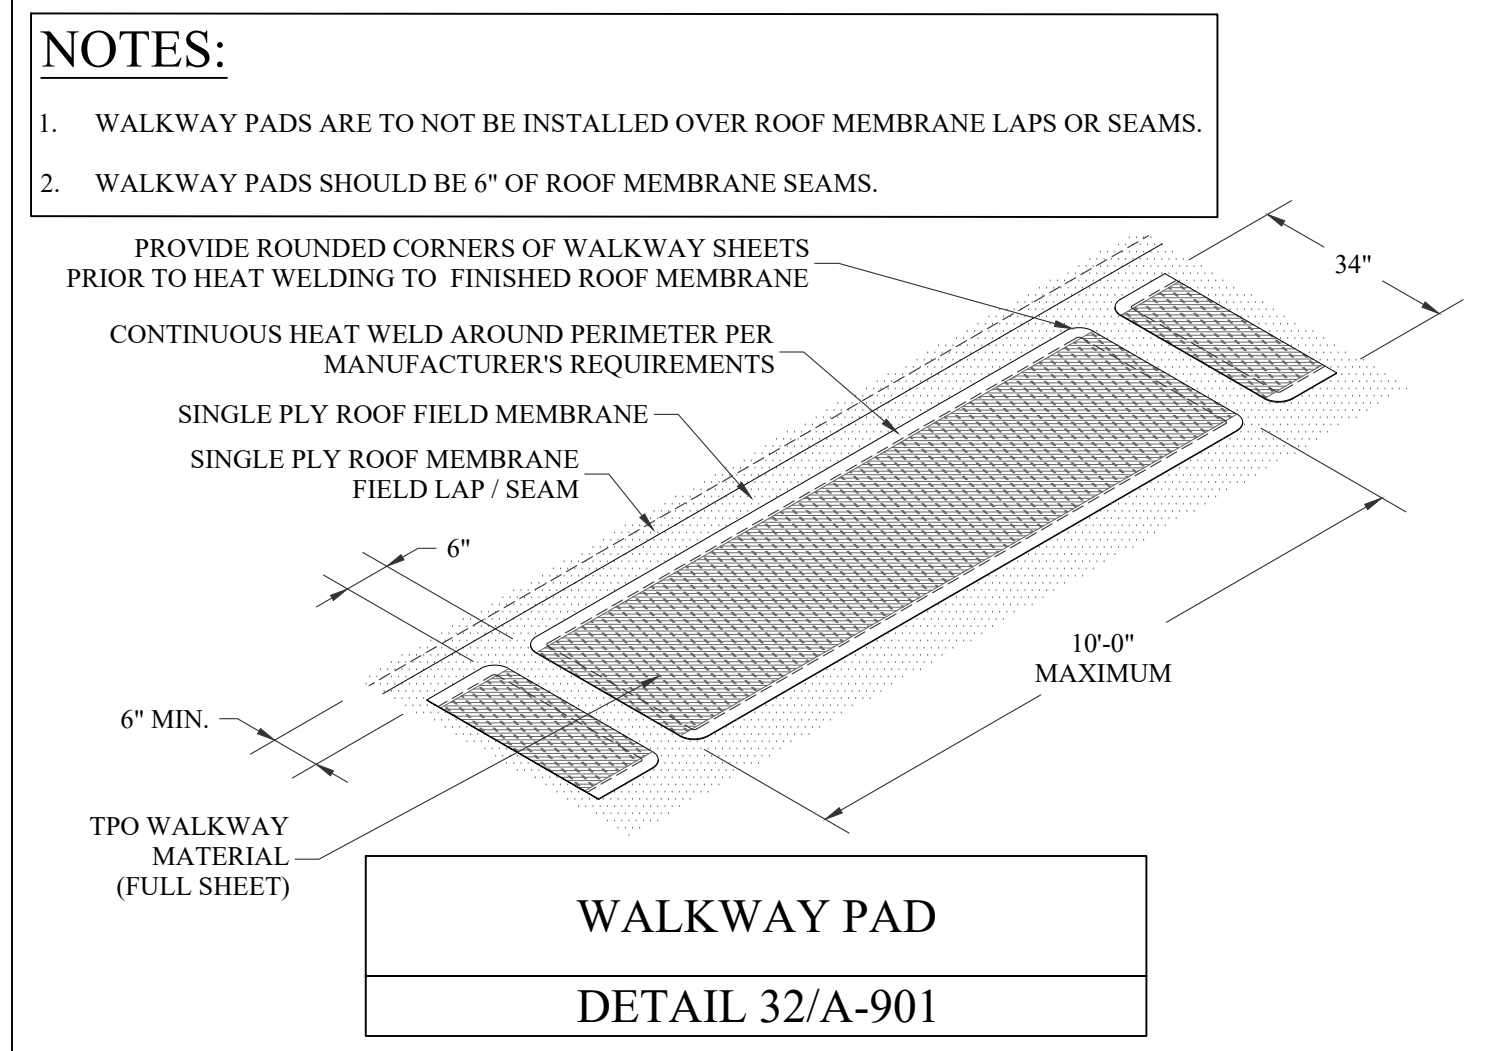 NOTES:
1. WALKWAY PADS ARE TO NOT BE INSTALLED OVER ROOF MEMBRANE LAPS OR SEAMS.
2. WALKWAY PADS SHOULD BE 6" OF ROOF MEMBRANE SEAMS.
PROVIDE ROUNDED CORNERS OF WALKWAY SHEETS
PRIOR TO HEAT WELDING TO FINISHED ROOF MEMBRANE
34"
CONTINUOUS HEAT WELD AROUND PERIMETER PER
MANUFACTURER'S REQUIREMENTS
SINGLE PLY ROOF FIELD MEMBRANE
SINGLE PLY ROOF MEMBRANE
FIELD LAP / SEAM
6"
10'-0"
MAXIMUM
6" MIN.
TPO WALKWAY
MATERIAL
(FULL SHEET)
WALKWAY PAD
DETAIL 32/A-901